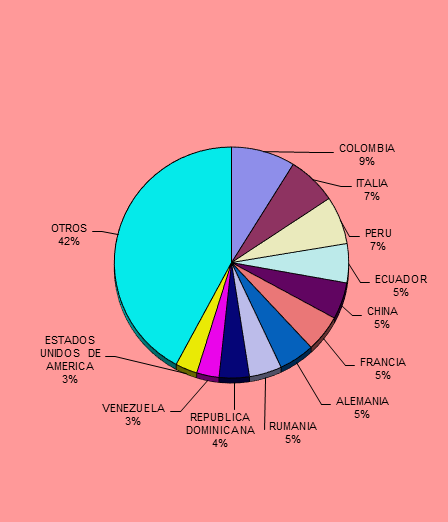 COLOMBIA
9%
ITALIA
7%
PERU
7%
ECUADOR
5%
CHINA
5%
FRANCIA
5%
ALEMANIA
5%
RUMANIA
5%
REPUBLICA
DOMINICANA
4%
VENEZUELA
3%
ESTADOS
UNIDOS DE
AMERICA
3%
OTROS
42%